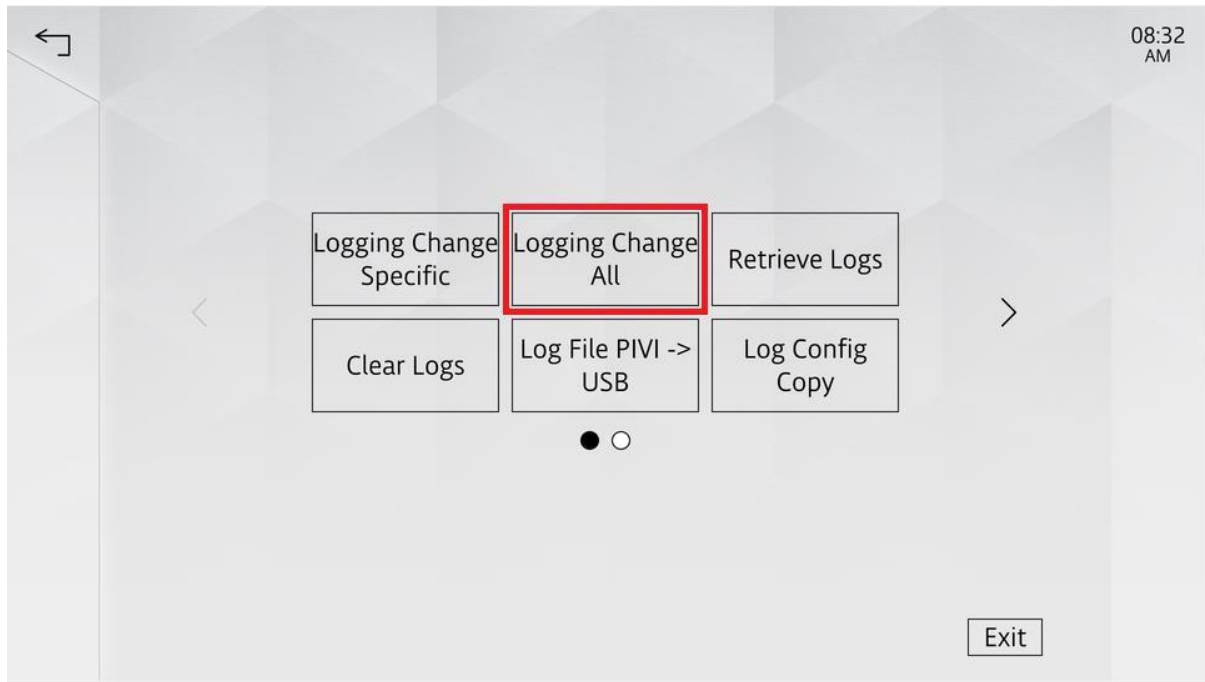 08:32
AM
Logging Change
Specific
Logging Change
All
Retrieve Logs
Clear Logs
Log File PIVI ->
USB
Log Config
Copy
Exit